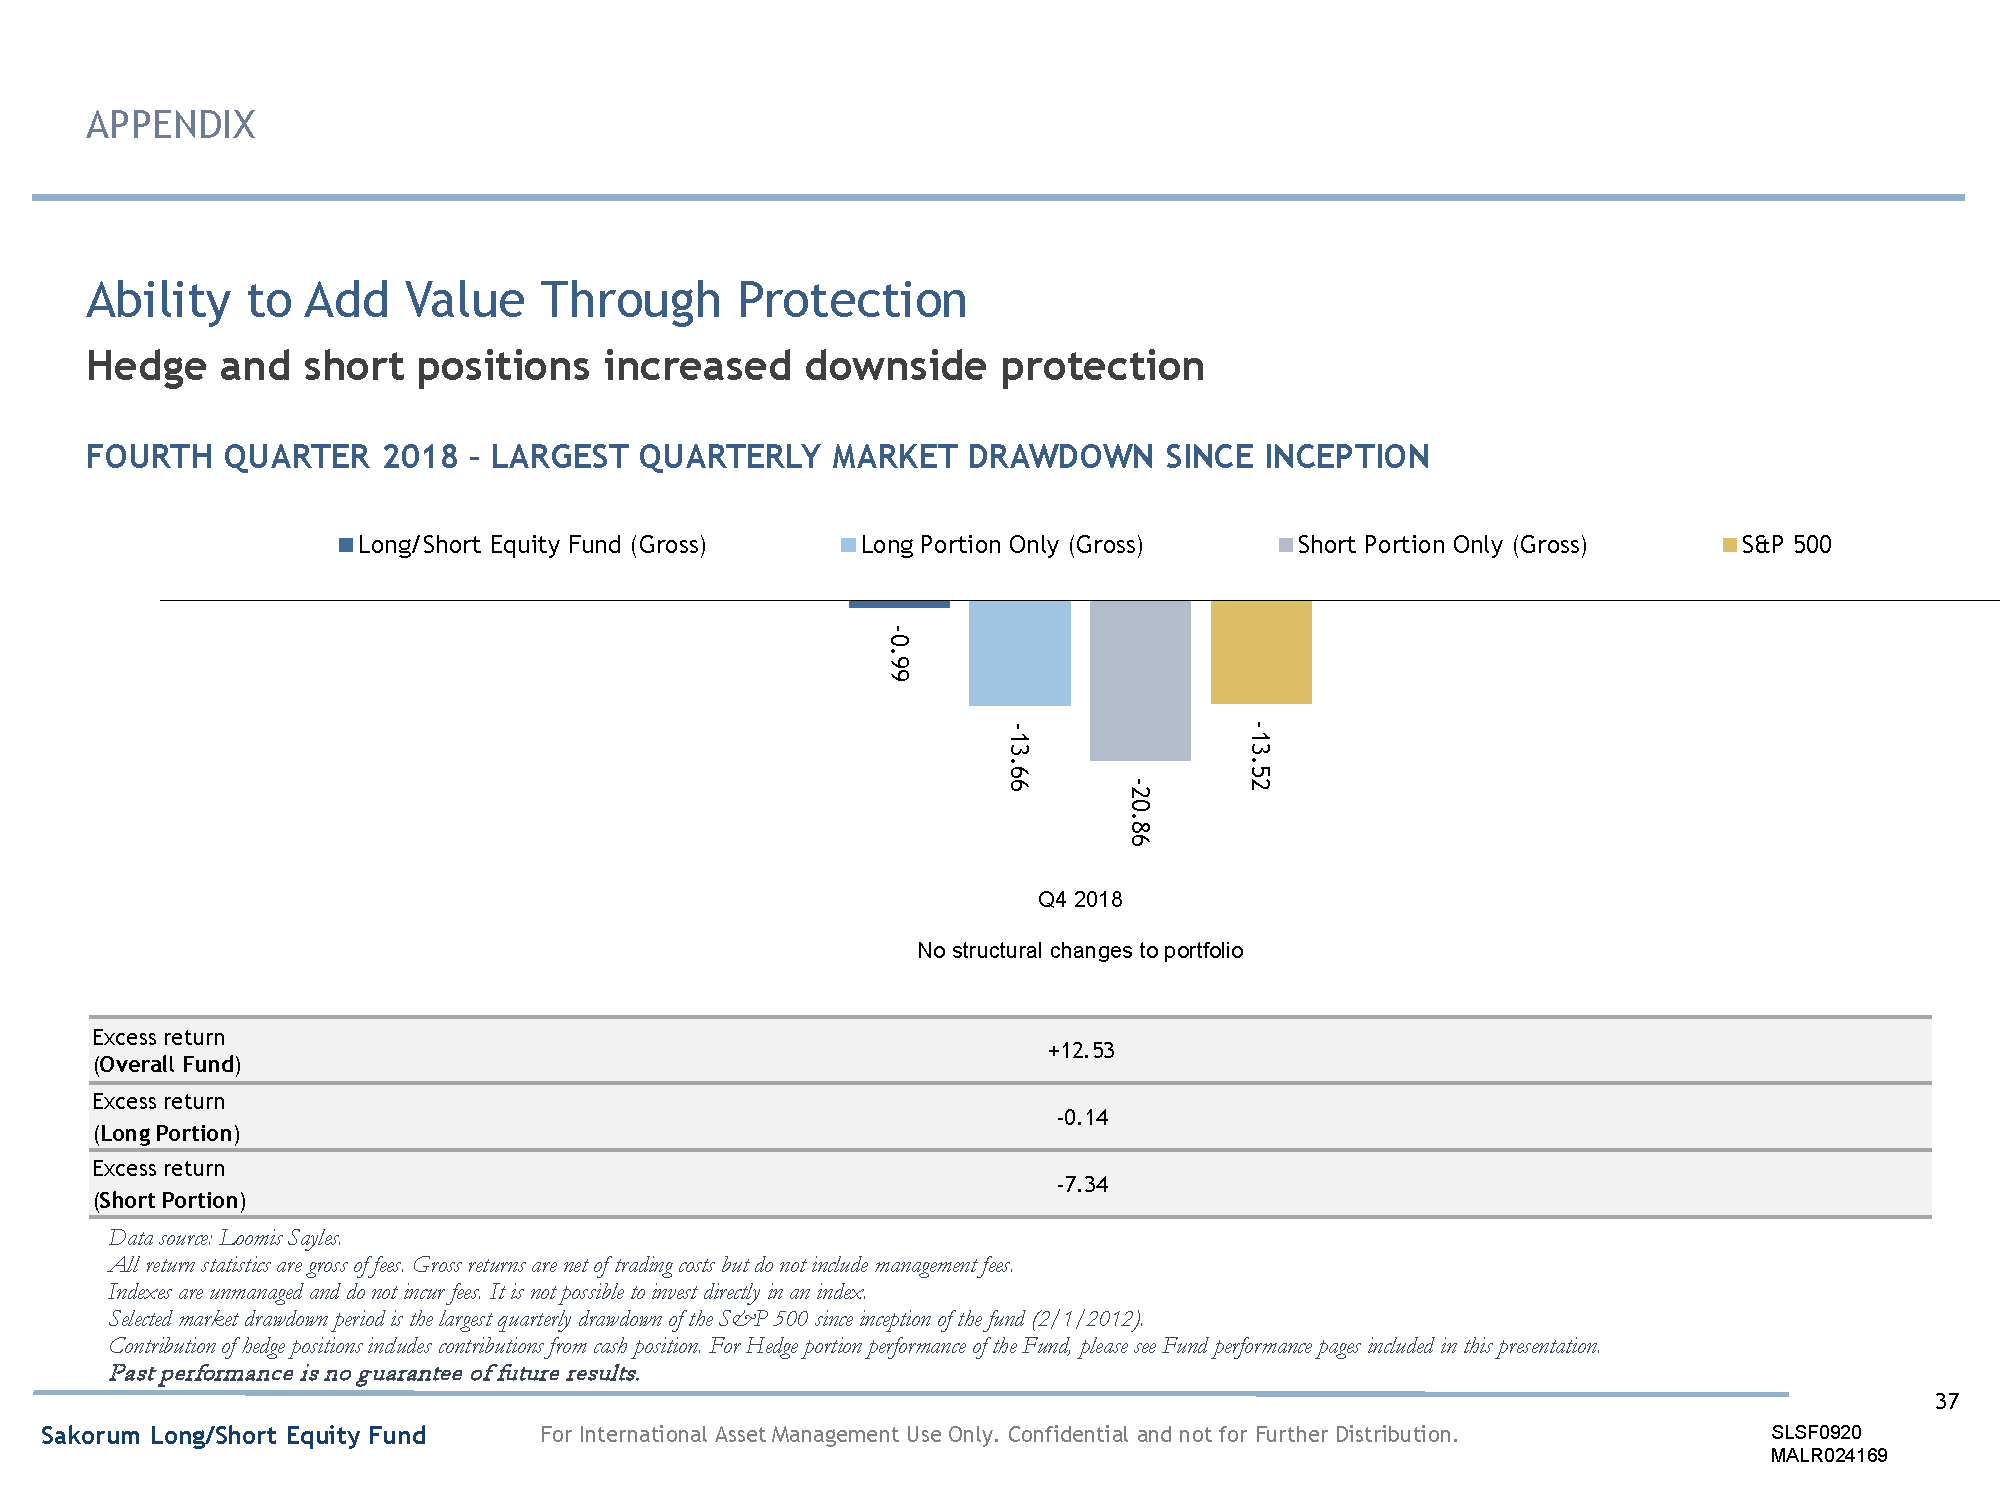 APPENDIX
Ability to Add Value Through Protection
Hedge and short positions increased downside protection
FOURTH QUARTER 2018 – LARGEST QUARTERLY MARKET DRAWDOWN SINCE INCEPTION
Long/Short Equity Fund (Gross) Long Portion Only (Gross) Short Portion Only (Gross) S&P 500
-0.99
-13.66
-20.86
-13.52
Q4 2018
No structural changes to portfolio
Excess return
(Overall Fund)
+12.53
Excess return
(Long Portion)
-0.14
Excess return
(Short Portion)
-7.34
Data source: Loomis Sayles.
All return statistics are gross of fees. Gross returns are net of trading costs but do not include management fees.
Indexes are unmanaged and do not incur fees. It is not possible to invest directly in an index.
Selected market drawdown period is the largest quarterly drawdown of the S&P 500 since inception of the fund (2/1/2012).
Contribution of hedge positions includes contributions from cash position. For Hedge portion performance of the Fund, please see Fund performance pages included in this presentation.
Past performance is no guarantee of future results.
37
Sakorum Long/Short Equity Fund
For International Asset Management Use Only. Confidential and not for Further Distribution.
SLSF0920
MALR024169